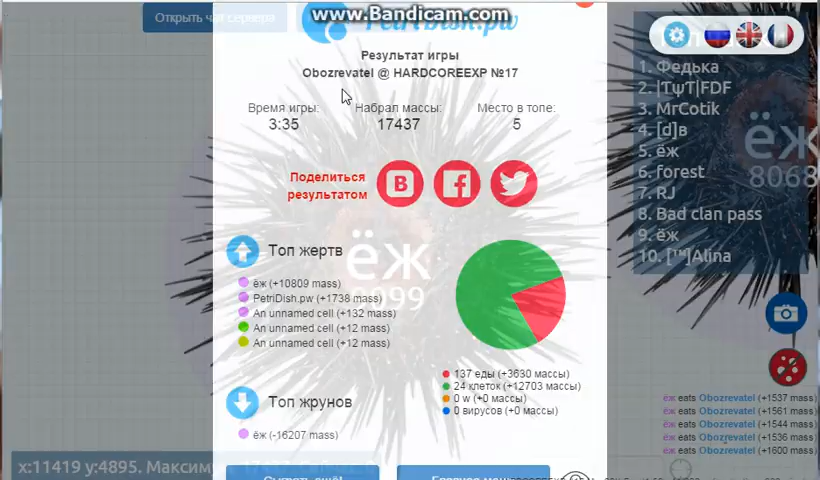 www.Bandicam.com
Открыть чат сервера
PetriDish.pw
Результат игры
Obozrevatel @ HARDCOREEXP №17
Время игры:
3:35
Набрал массы:
17437
Место в топе:
5
Поделиться
результатом
Топ жертв
ёж (+10809 mass)
PetriDish.pw (+1738 mass)
An unnamed cell (+132 mass)
An unnamed cell (+12 mass)
An unnamed cell (+12 mass)
137 еды (+3630 массы)
24 клеток (+12703 массы)
0 w (+0 массы)
0 вирусов (+0 массы)
Топ жрунов
ёж (-16207 mass)
ёж
8099
1. Федька
2. |TψT|FDF
3. MrCotik
4. [d]в
5. ёж
6. forest
7. RJ
8. Bad clan pass
9. ёж
10. [™]Alina
ёж
8068
ёж eats Obozrevatel (+1537 mass)
ёж eats Obozrevatel (+1561 mass)
ёж eats Obozrevatel (+1544 mass)
ёж eats Obozrevatel (+1536 mass)
ёж eats Obozrevatel (+1600 mass)
x:11419 y:4895.